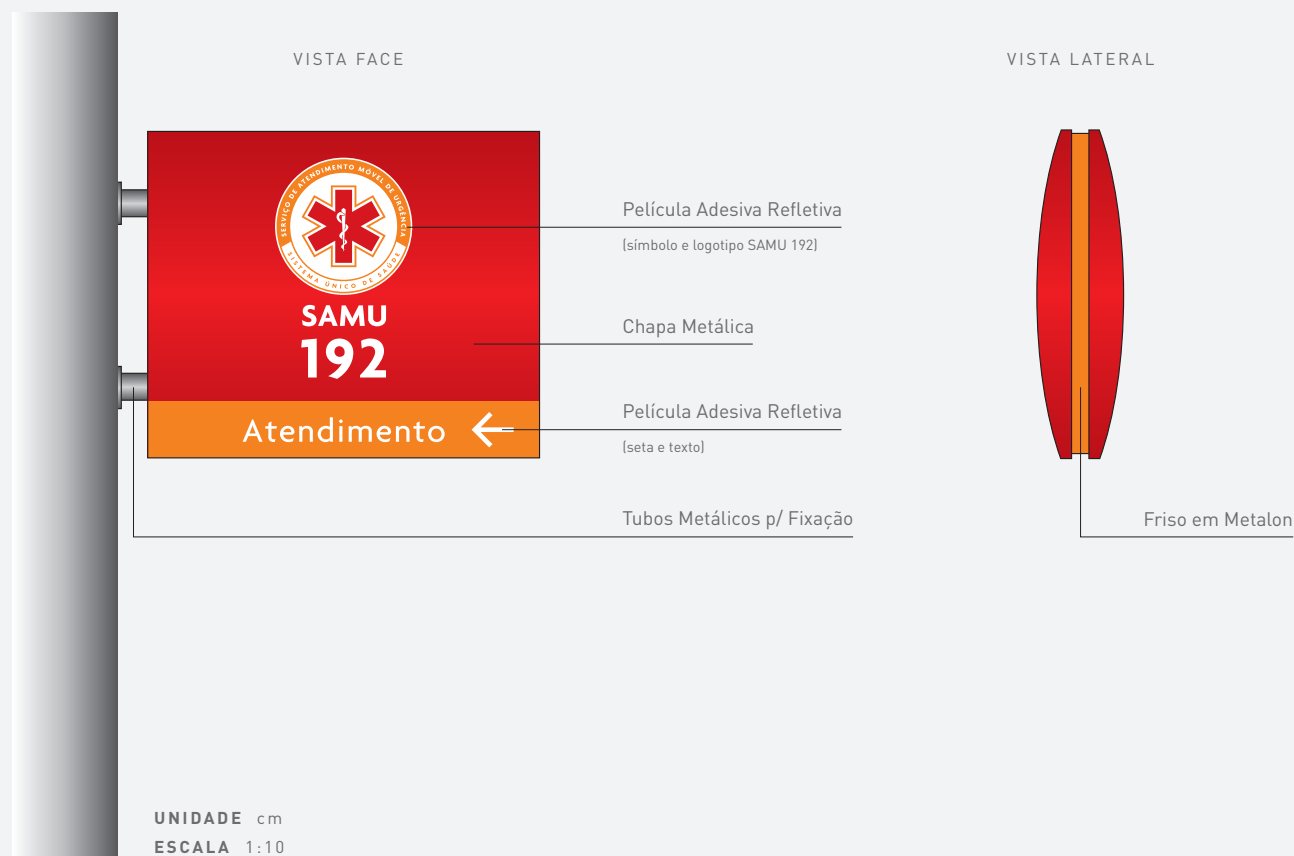 VISTA FACE
VISTA LATERAL
SERVIÇO DE ATENDIMENTO MÓVEL DE URGÊNCIA
SISTEMA ÚNICO DE SAÚDE
SAMU
192
Atendimento
Película Adesiva Refletiva
(símbolo e logotipo SAMU 192)
Chapa Metálica
Película Adesiva Refletiva
(seta e texto)
Tubos Metálicos p/ Fixação
Friso em Metalon
UNIDADE cm
ESCALA 1:10